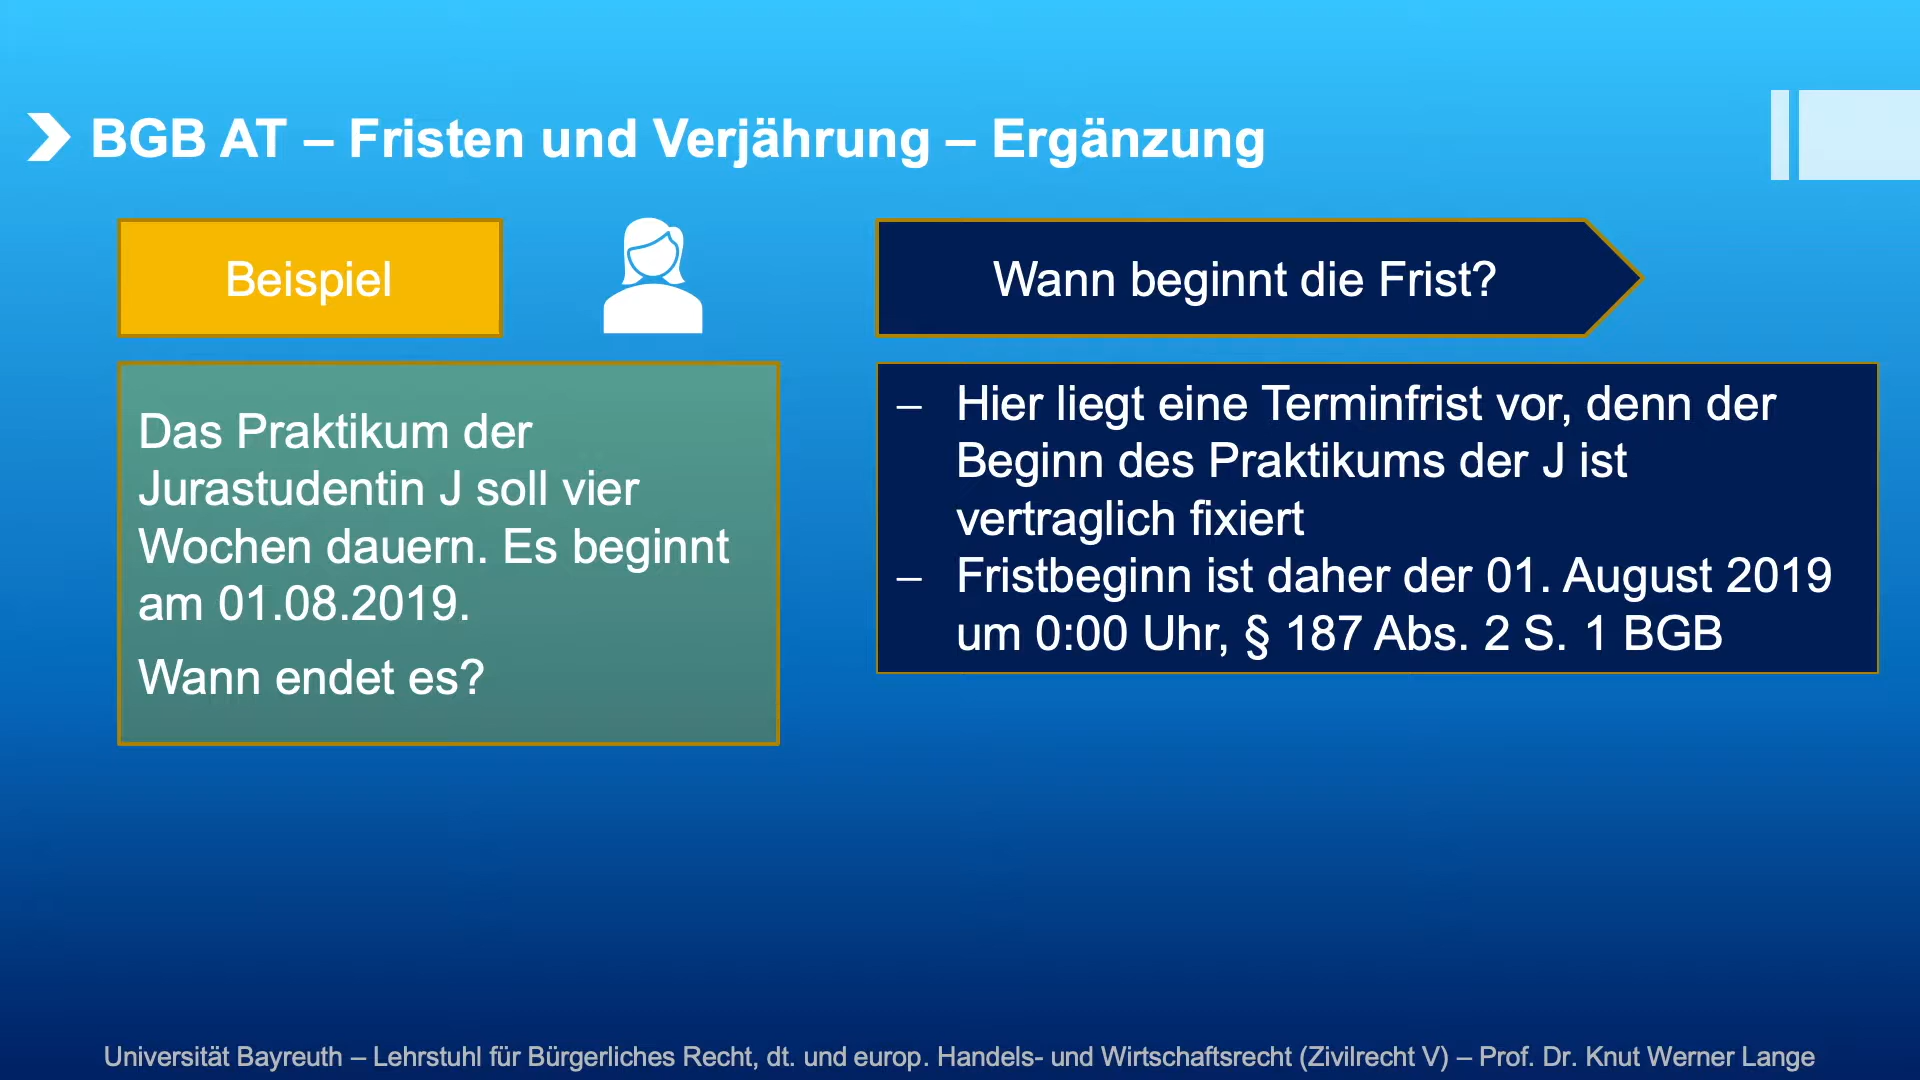 BGB AT – Fristen und Verjährung – Ergänzung
Beispiel
Das Praktikum der
Jurastudentin J soll vier
Wochen dauern. Es beginnt
am 01.08.2019.
Wann endet es?
Wann beginnt die Frist?
– Hier liegt eine Terminfrist vor, denn der
Beginn des Praktikums der J ist
vertraglich fixiert
– Fristbeginn ist daher der 01. August 2019
um 0:00 Uhr, § 187 Abs. 2 S. 1 BGB
Universität Bayreuth – Lehrstuhl für Bürgerliches Recht, dt. und europ. Handels- und Wirtschaftsrecht (Zivilrecht V) – Prof. Dr. Knut Werner Lange